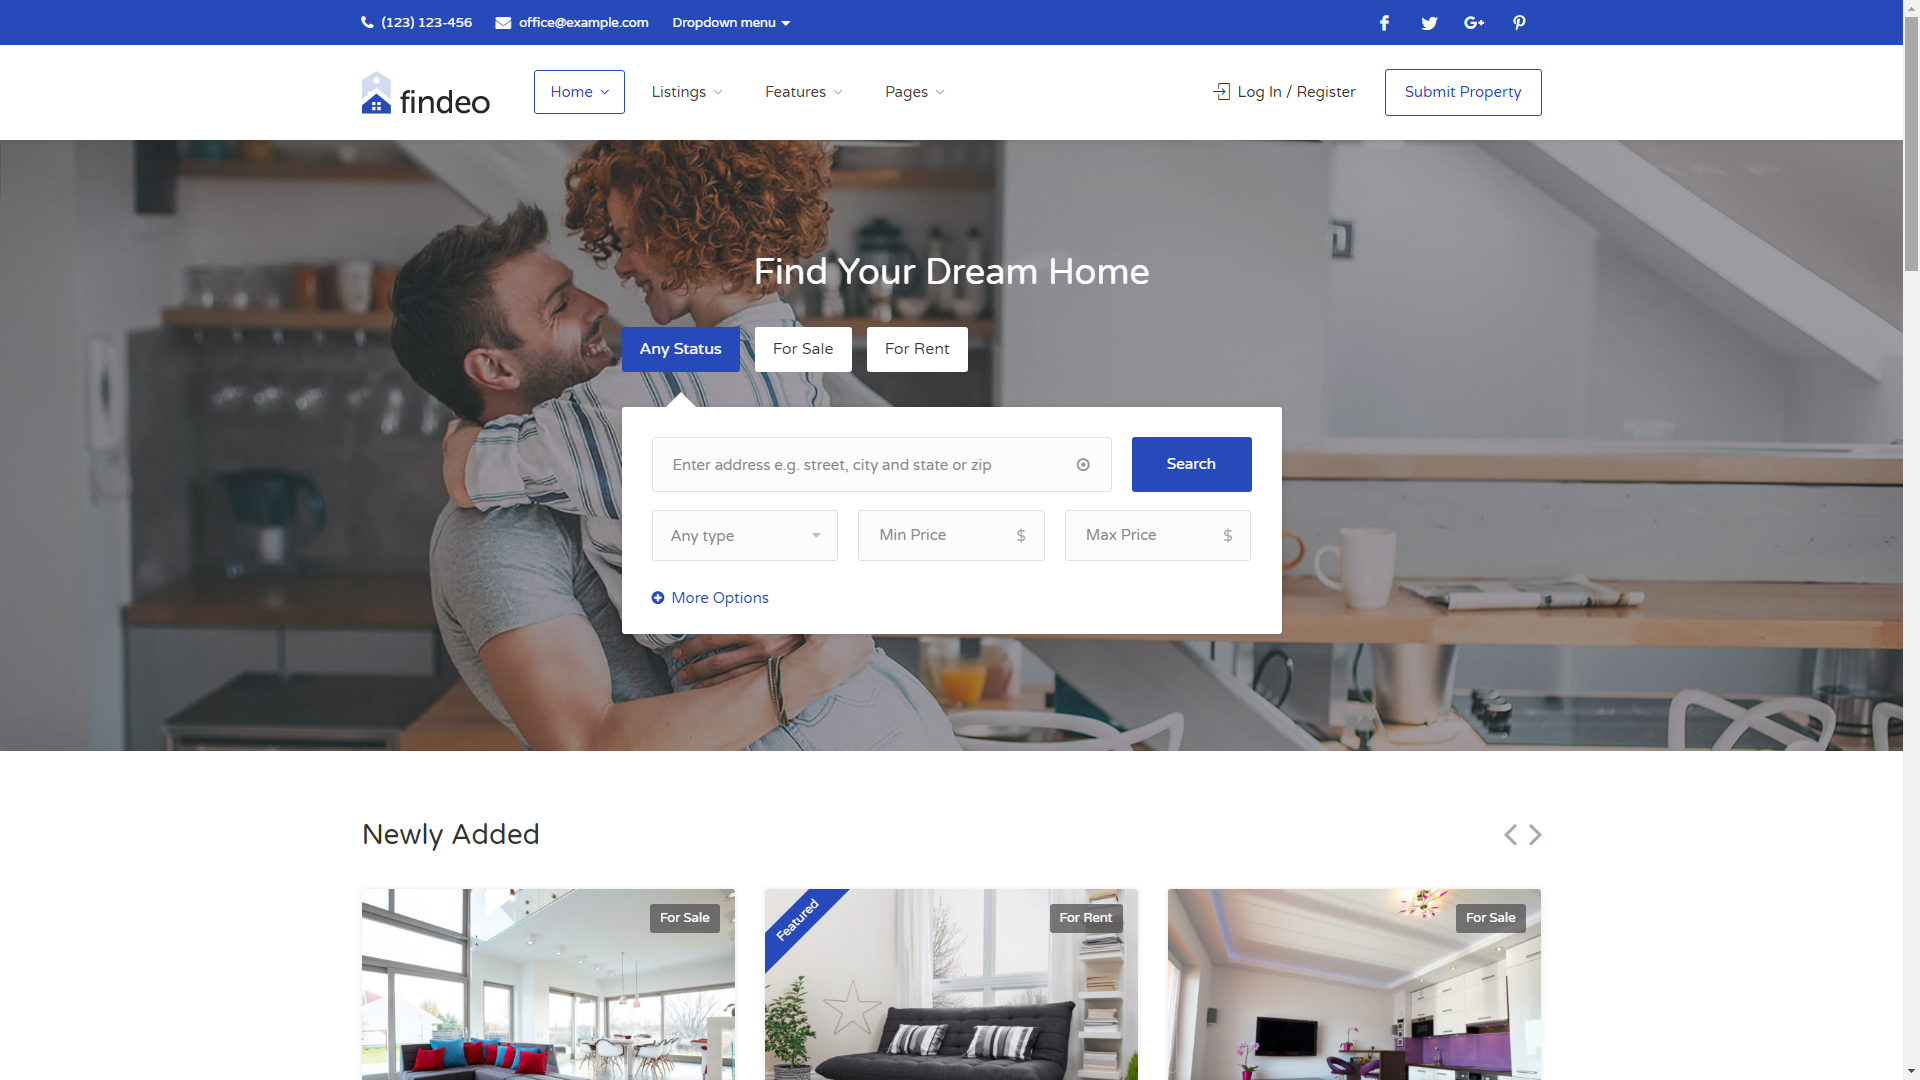 (123) 123-456 office@example.com Dropdown menu
findeo Home Listings Features Pages Log In / Register Submit Property
Find Your Dream Home
Any Status For Sale For Rent
Enter address e.g. street, city and state or zip Search
Any type Min Price $ Max Price $
More Options
Newly Added
For Sale
Featured For Rent
For Sale